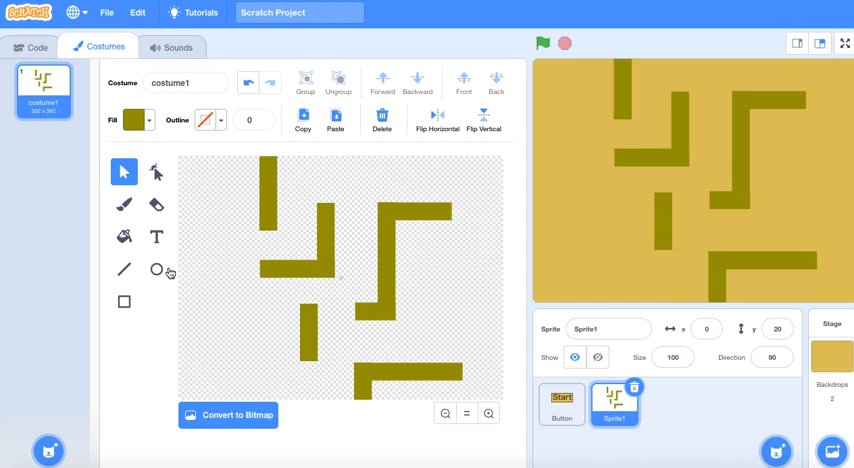 SCRATCH File Edit Tutorials Scratch Project
Code Costumes Sounds
1
costume1
302 x 392
Costume costume1 Group Ungroup Forward Backward Front Back
Fill Outline 0 Copy Paste Delete Flip Horizontal Flip Vertical
Convert to Bitmap
Sprite Sprite1 x 0 y 20
Show Size 100 Direction 90
Start
Button
Sprite1
Stage
Backdrops
2